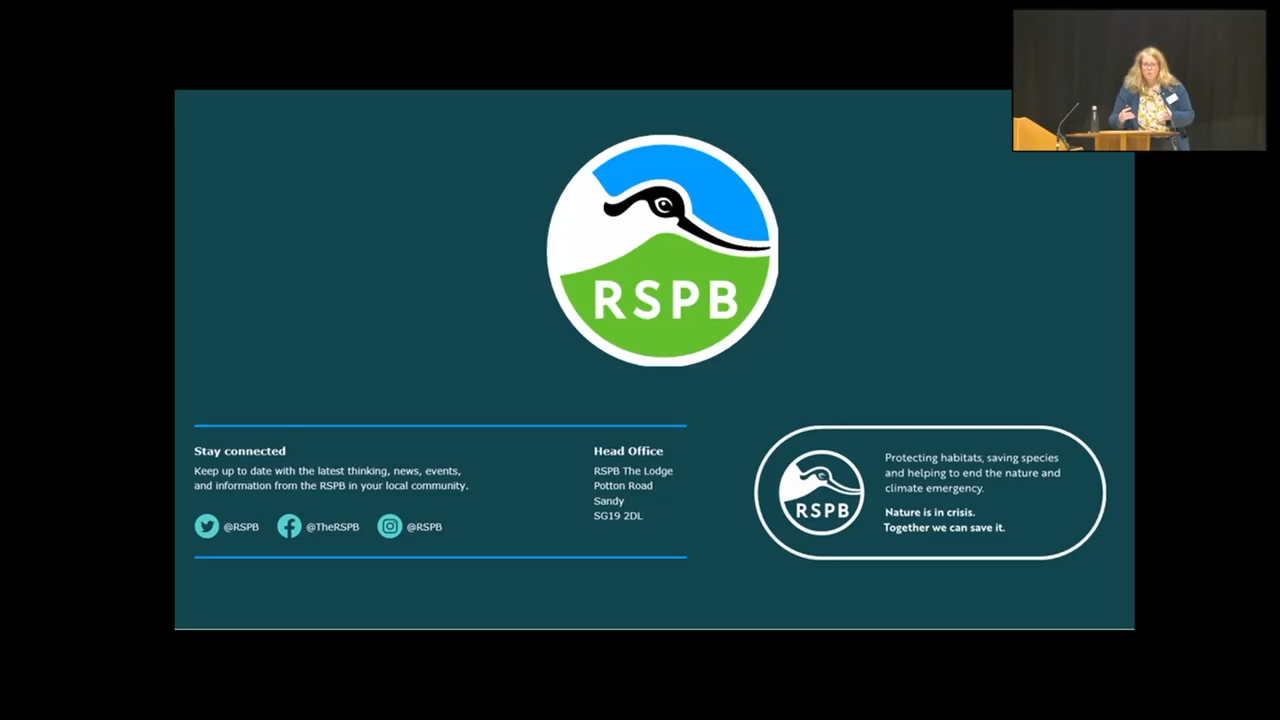 RSPB
Stay connected
Keep up to date with the latest thinking, news, events,
and information from the RSPB in your local community.
@RSPB
@TheRSPB
@RSPB
Head Office
RSPB The Lodge
Potton Road
Sandy
SG19 2DL
RSPB
Protecting habitats, saving species
and helping to end the nature and
climate emergency.
Nature is in crisis.
Together we can save it.